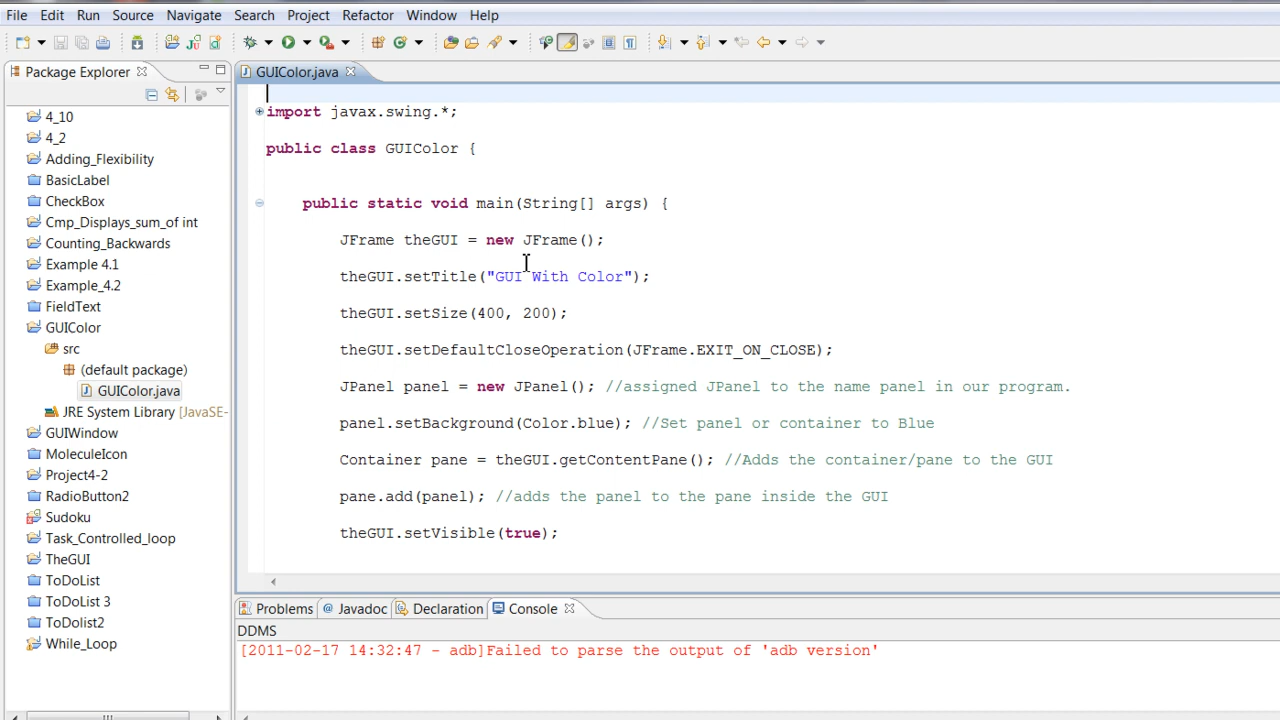 File Edit Run Source Navigate Search Project Refactor Window Help
Package Explorer
GUIColor.java
4_10
4_2
Adding_Flexibility
BasicLabel
CheckBox
Cmp_Displays_sum_of int
Counting_Backwards
Example 4.1
Example_4.2
FieldText
GUIColor
src
(default package)
GUIColor.java
JRE System Library [JavaSE-
GUIWindow
MoleculeIcon
Project4-2
RadioButton2
Sudoku
Task_Controlled_loop
TheGUI
ToDoList
ToDoList 3
ToDolist2
While_Loop
import javax.swing.*;
public class GUIColor {
public static void main(String[] args) {
JFrame theGUI = new JFrame();
theGUI.setTitle("GUI With Color");
theGUI.setSize(400, 200);
theGUI.setDefaultCloseOperation(JFrame.EXIT_ON_CLOSE);
JPanel panel = new JPanel(); //assigned JPanel to the name panel in our program.
panel.setBackground(Color.blue); //Set panel or container to Blue
Container pane = theGUI.getContentPane(); //Adds the container/pane to the GUI
pane.add(panel); //adds the panel to the pane inside the GUI
theGUI.setVisible(true);
Problems @ Javadoc Declaration Console
DDMS
[2011-02-17 14:32:47 - adb]Failed to parse the output of 'adb version'